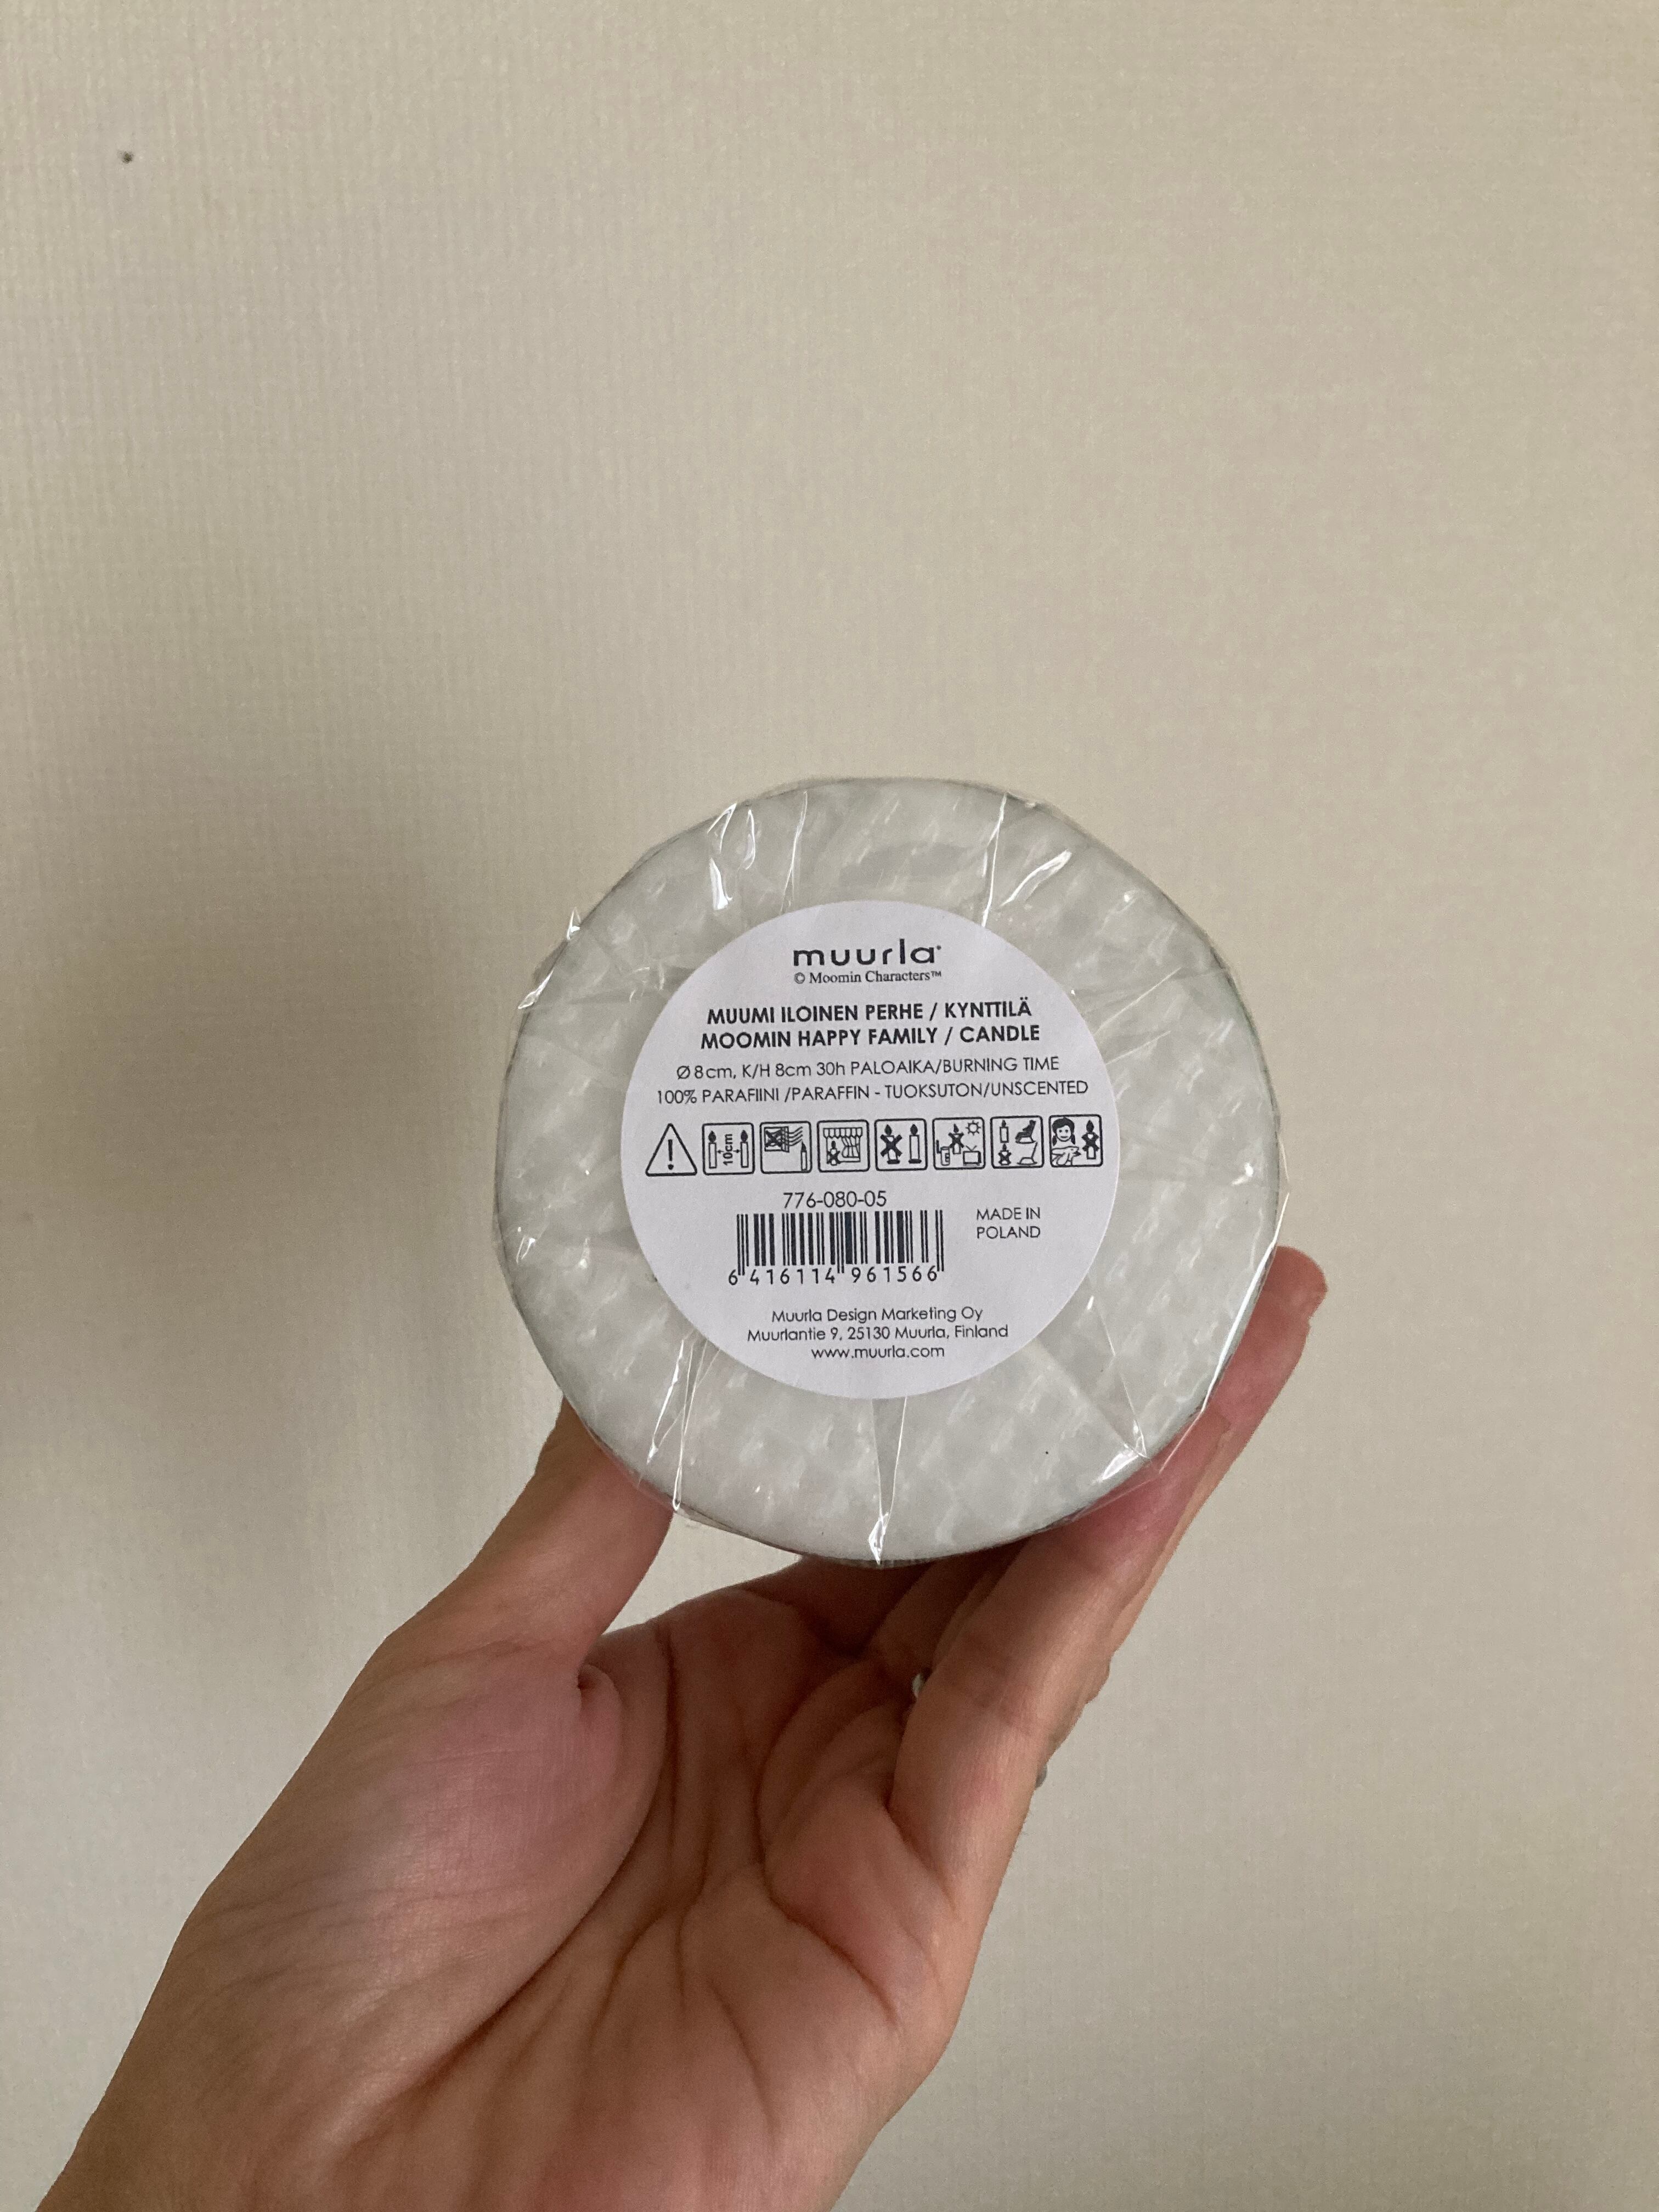 muurla®
© Moomin Characters™
MUUMI ILOINEN PERHE / KYNTTILÄ
MOOMIN HAPPY FAMILY / CANDLE
Ø 8cm, K/H 8cm 30h PALOAIKA/BURNING TIME
100% PARAFIINI /PARAFFIN - TUOKSUTON/UNSCENTED
10cm
776-080-05
MADE IN
POLAND
6 416114 961566
Muurla Design Marketing Oy
Muurlantie 9, 25130 Muurla, Finland
www.muurla.com